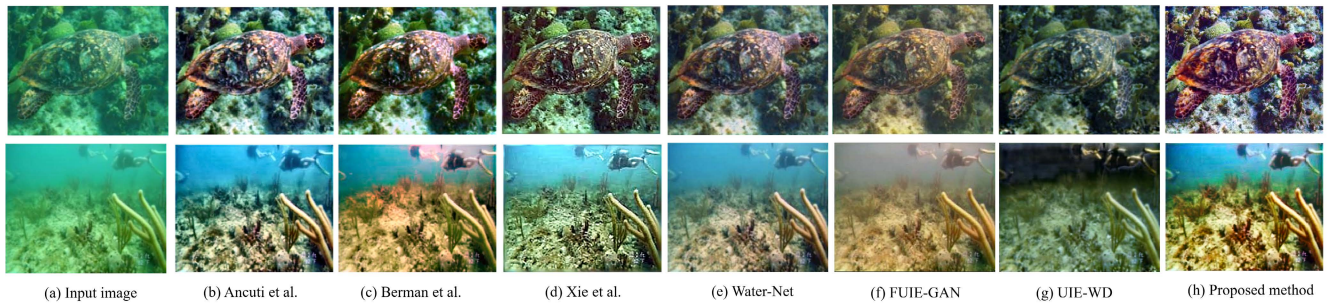 (a) Input image
(b) Ancuti et al.
(c) Berman et al.
(d) Xie et al.
(e) Water-Net
(f) FUIE-GAN
(g) UIE-WD
(h) Proposed method